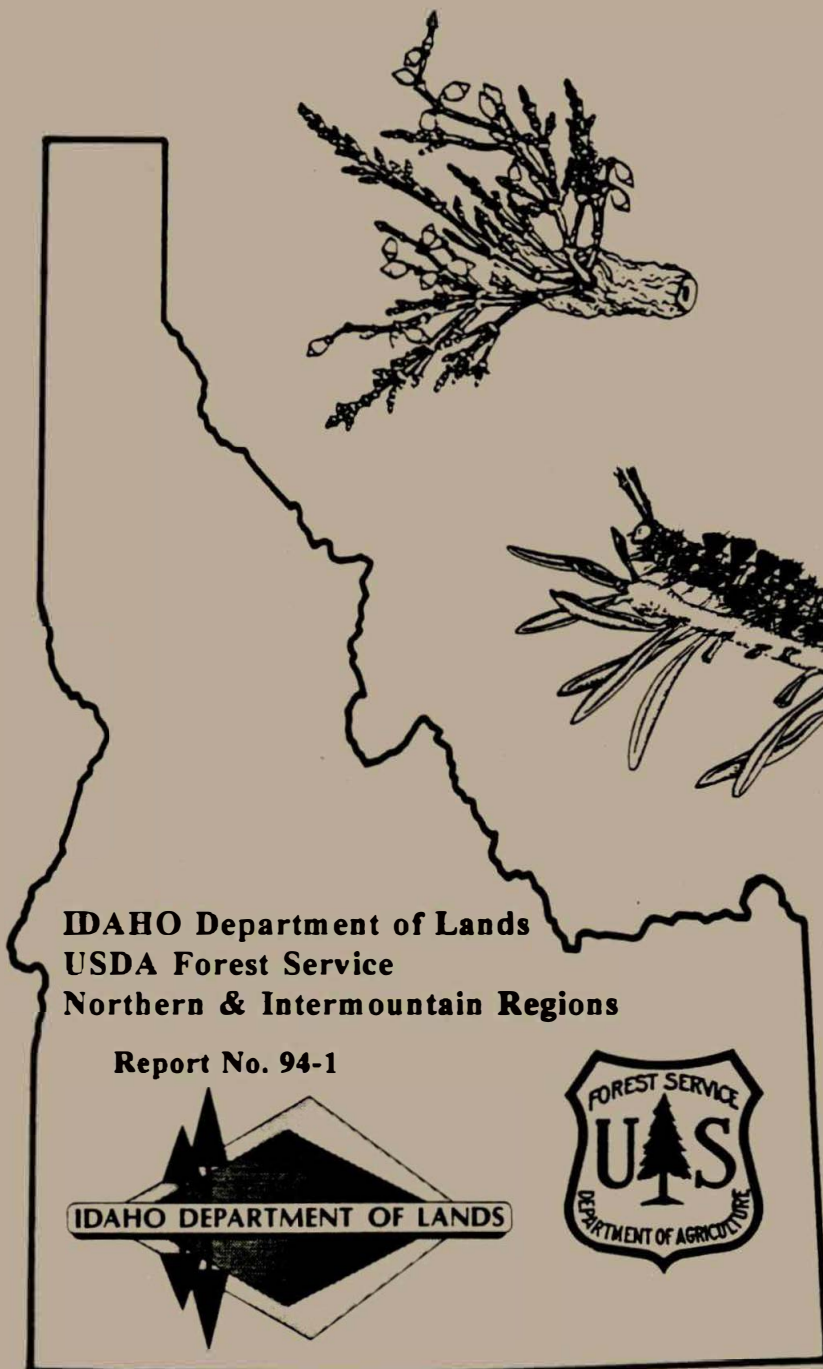 IDAHO Department of Lands
USDA Forest Service
Northern & Intermountain Regions
Report No. 94-1
IDAHO DEPARTMENT OF LANDS
FOREST SERVICE
U S
DEPARTMENT OF AGRICULTURE